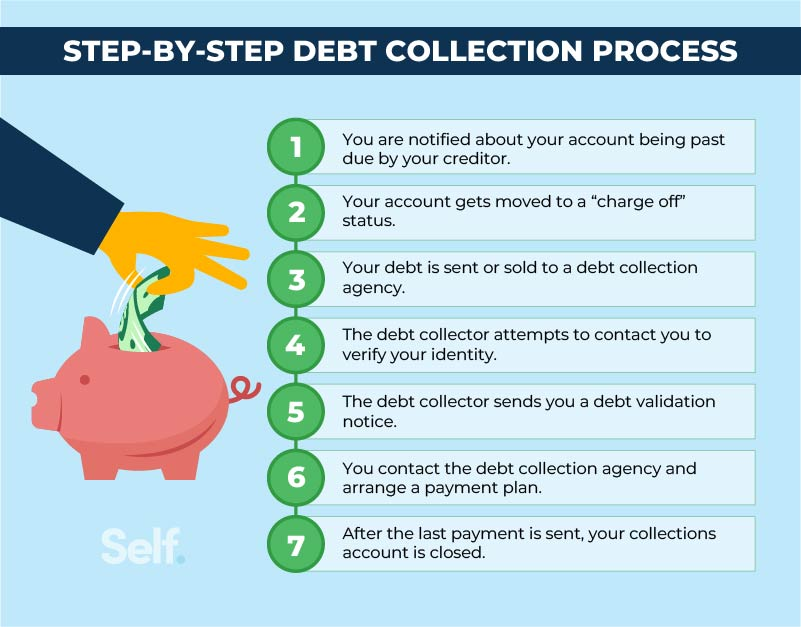 STEP-BY-STEP DEBT COLLECTION PROCESS
1
You are notified about your account being past
due by your creditor.
2
Your account gets moved to a “charge off”
status.
3
Your debt is sent or sold to a debt collection
agency.
4
The debt collector attempts to contact you to
verify your identity.
5
The debt collector sends you a debt validation
notice.
6
You contact the debt collection agency and
arrange a payment plan.
7
After the last payment is sent, your collections
account is closed.
Self.